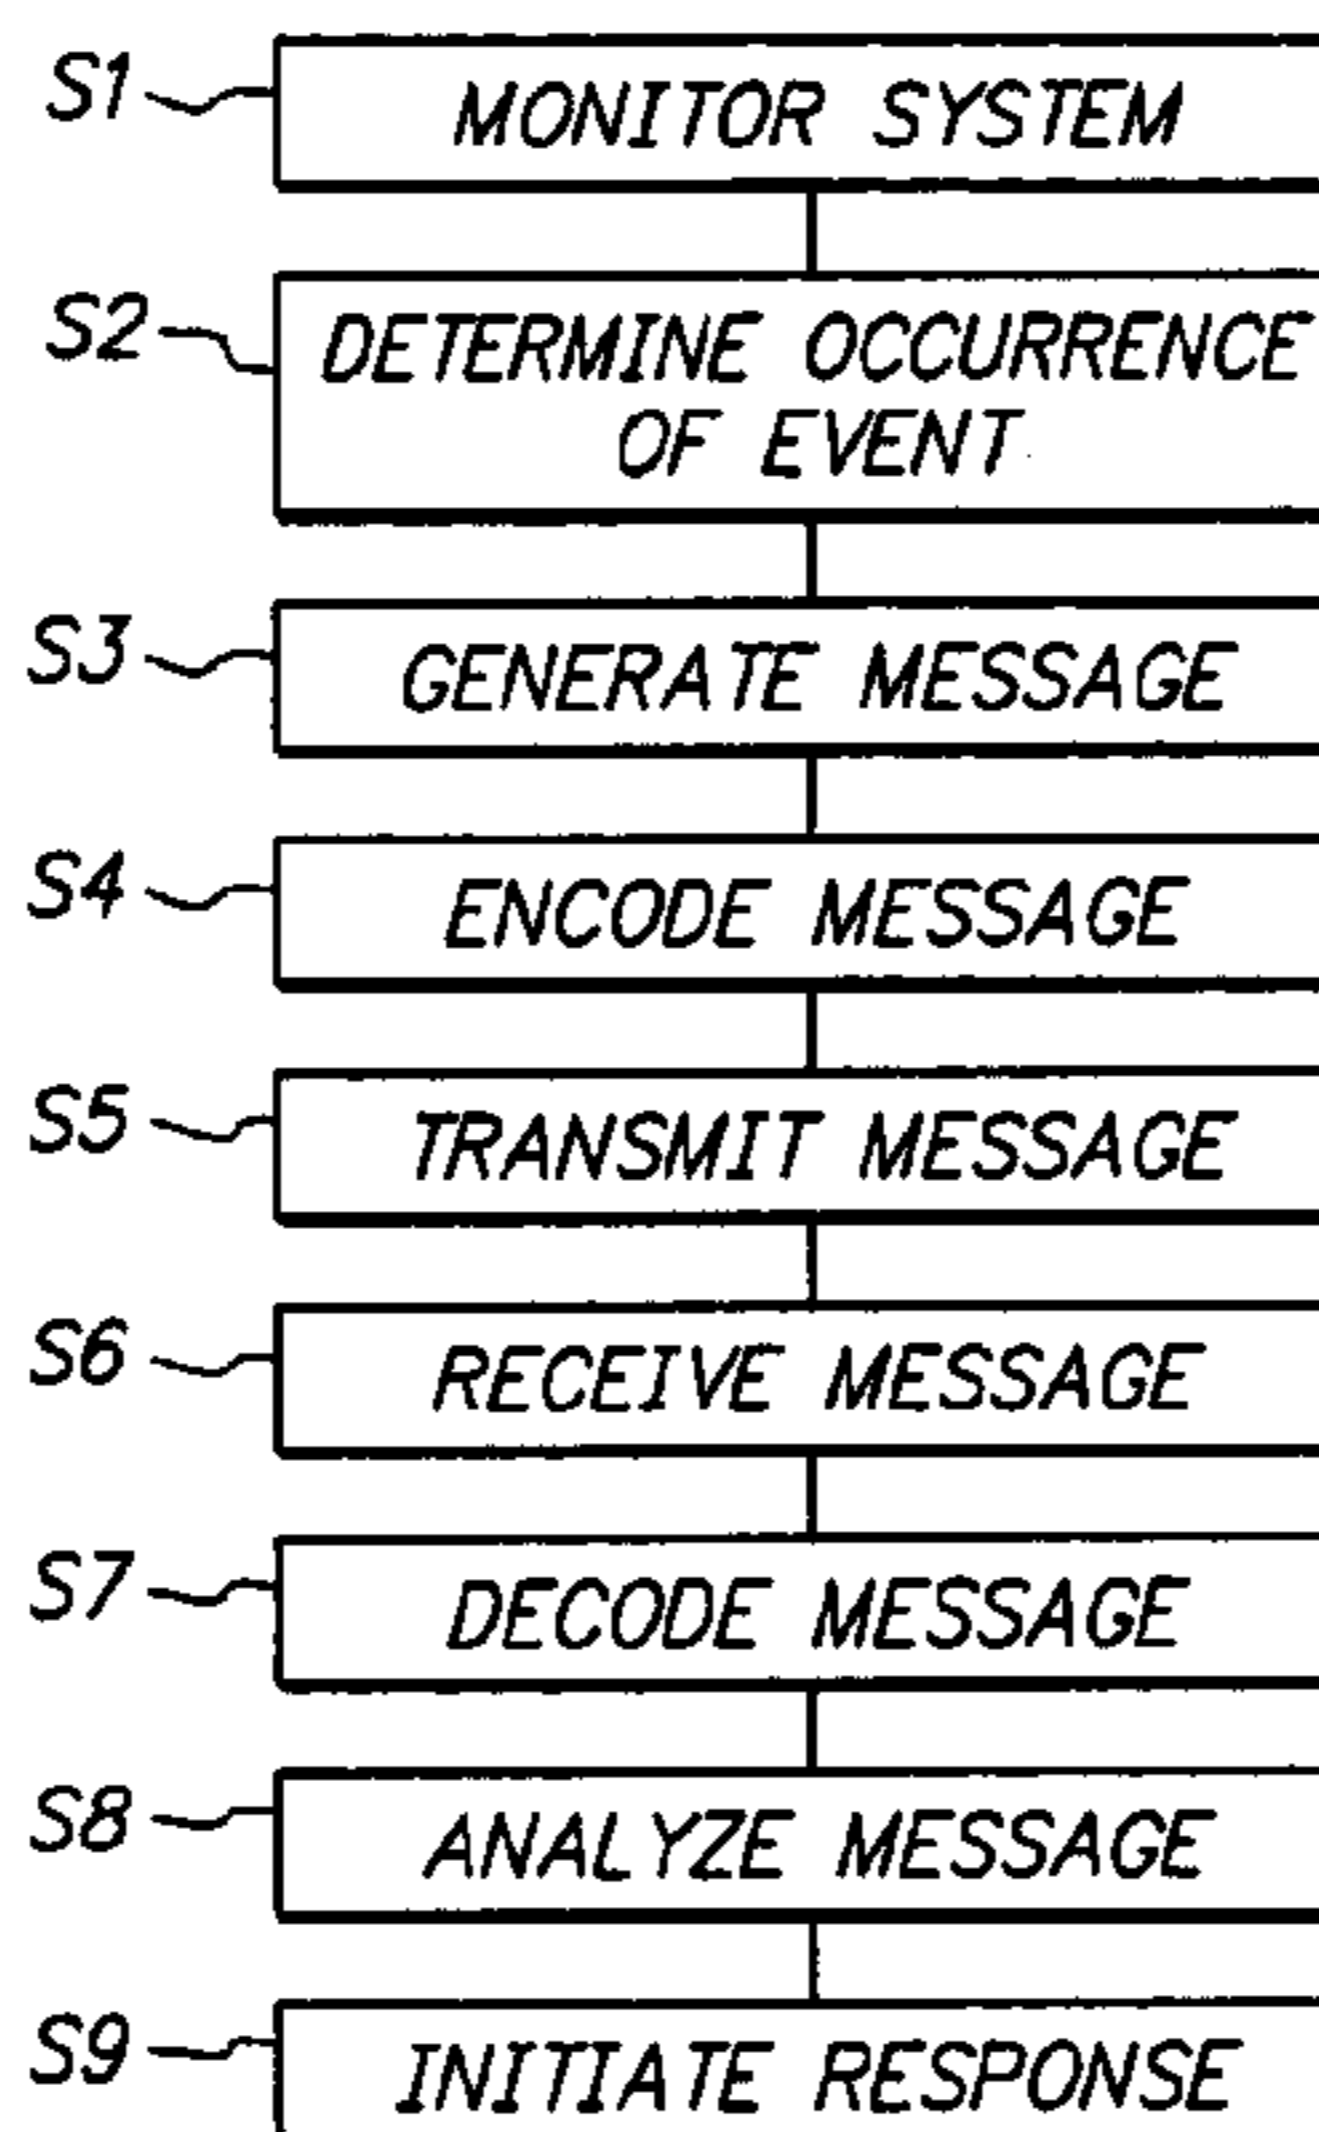 S1 MONITOR SYSTEM
S2 DETERMINE OCCURRENCE
OF EVENT
S3 GENERATE MESSAGE
S4 ENCODE MESSAGE
S5 TRANSMIT MESSAGE
S6 RECEIVE MESSAGE
S7 DECODE MESSAGE
S8 ANALYZE MESSAGE
S9 INITIATE RESPONSE